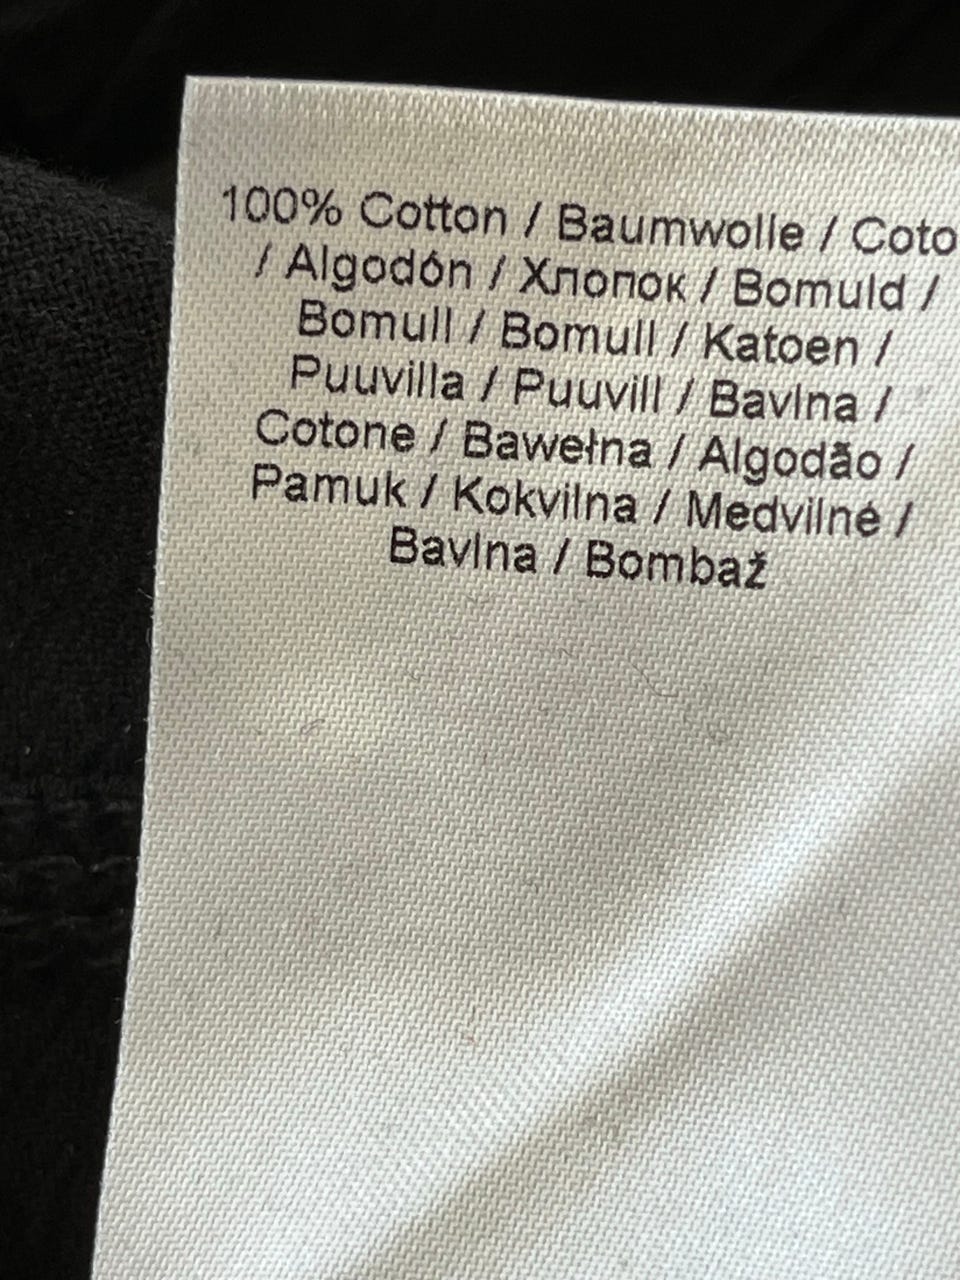 100% Cotton / Baumwolle / Coto
/ Algodón / Хлопок / Bomuld /
Bomull / Bomull / Katoen /
Puuvilla / Puuvill / Bavlna /
Cotone / Bawełna / Algodão /
Pamuk / Kokvilna / Medvilnė /
Bavlna / Bombaž